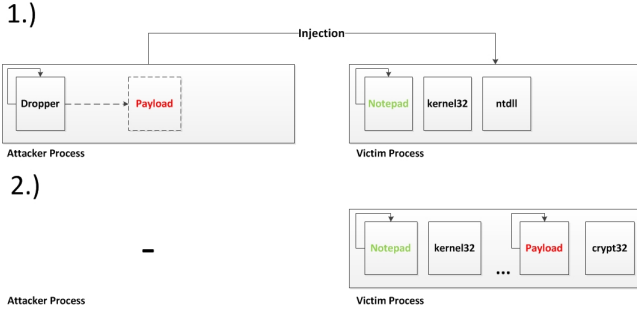 1.)
Injection
Dropper
Payload
Notepad
kernel32
ntdll
Attacker Process
Victim Process
2.)
-
Notepad
kernel32
...
Payload
crypt32
Attacker Process
Victim Process